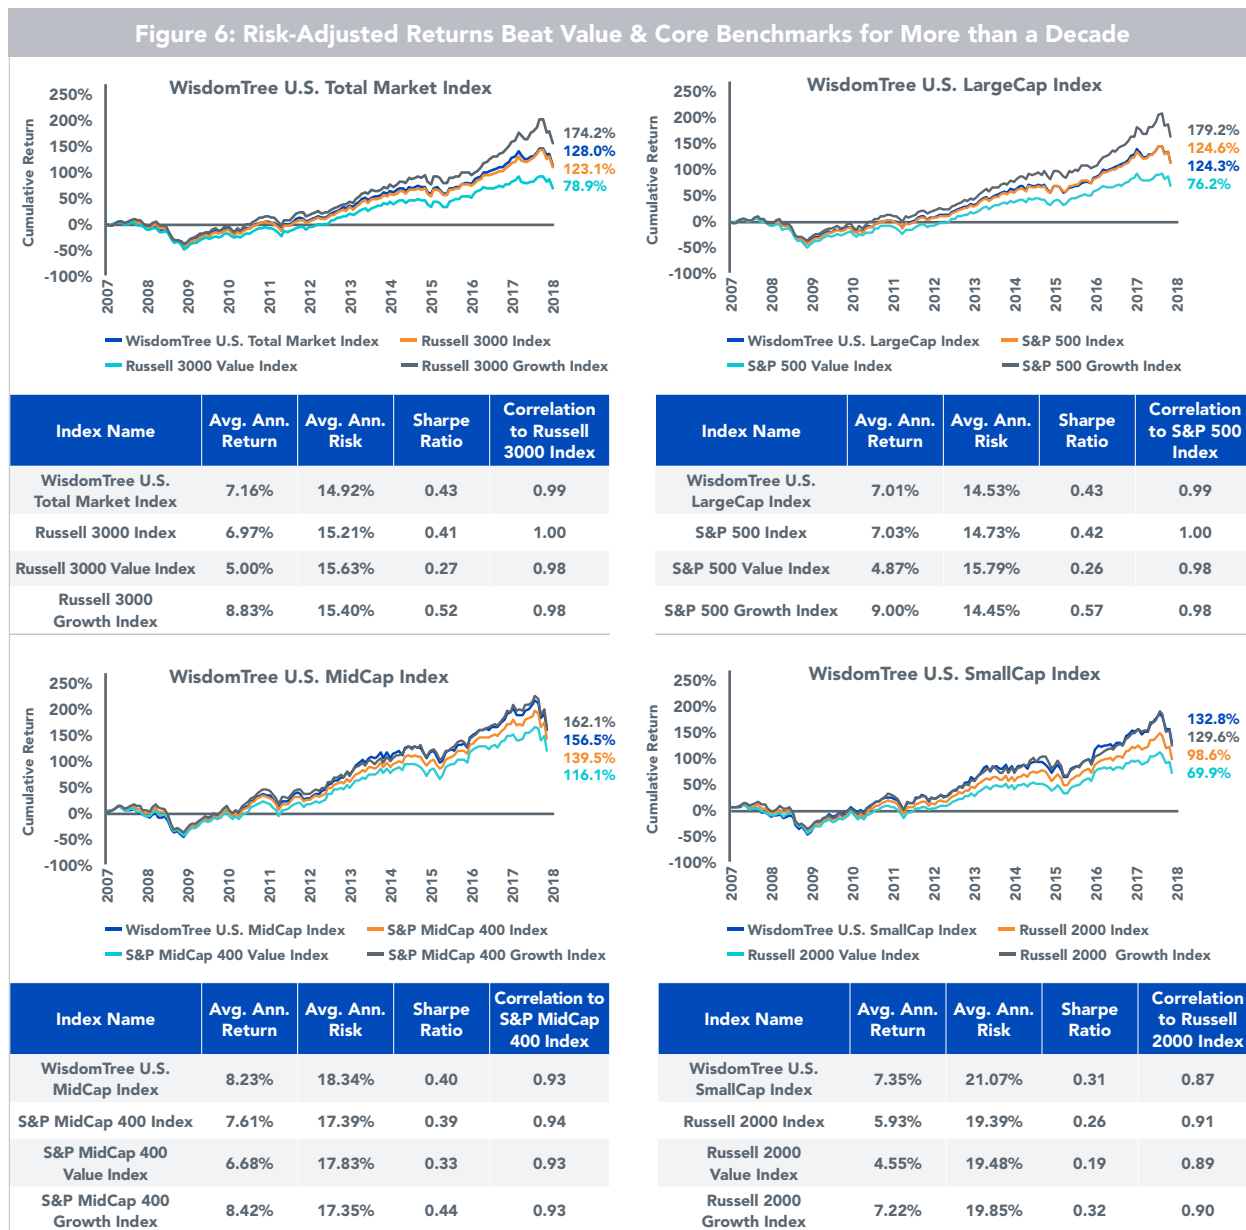 Figure 6: Risk-Adjusted Returns Beat Value & Core Benchmarks for More than a Decade
WisdomTree U.S. Total Market Index
Cumulative Return
250%
200%
150%
100%
50%
0%
-50%
-100%
174.2%
128.0%
123.1%
78.9%
2007 2008 2009 2010 2011 2012 2013 2014 2015 2016 2017 2018
WisdomTree U.S. Total Market Index Russell 3000 Index
Russell 3000 Value Index Russell 3000 Growth Index
Index Name Avg. Ann. Return Avg. Ann. Risk Sharpe Ratio Correlation to Russell 3000 Index
WisdomTree U.S. Total Market Index 7.16% 14.92% 0.43 0.99
Russell 3000 Index 6.97% 15.21% 0.41 1.00
Russell 3000 Value Index 5.00% 15.63% 0.27 0.98
Russell 3000 Growth Index 8.83% 15.40% 0.52 0.98
WisdomTree U.S. LargeCap Index
Cumulative Return
250%
200%
150%
100%
50%
0%
-50%
-100%
179.2%
124.6%
124.3%
76.2%
2007 2008 2009 2010 2011 2012 2013 2014 2015 2016 2017 2018
WisdomTree U.S. LargeCap Index S&P 500 Index
S&P 500 Value Index S&P 500 Growth Index
Index Name Avg. Ann. Return Avg. Ann. Risk Sharpe Ratio Correlation to S&P 500 Index
WisdomTree U.S. LargeCap Index 7.01% 14.53% 0.43 0.99
S&P 500 Index 7.03% 14.73% 0.42 1.00
S&P 500 Value Index 4.87% 15.79% 0.26 0.98
S&P 500 Growth Index 9.00% 14.45% 0.57 0.98
WisdomTree U.S. MidCap Index
Cumulative Return
250%
200%
150%
100%
50%
0%
-50%
-100%
162.1%
156.5%
139.5%
116.1%
2007 2008 2009 2010 2011 2012 2013 2014 2015 2016 2017 2018
WisdomTree U.S. MidCap Index S&P MidCap 400 Index
S&P MidCap 400 Value Index S&P MidCap 400 Growth Index
Index Name Avg. Ann. Return Avg. Ann. Risk Sharpe Ratio Correlation to S&P MidCap 400 Index
WisdomTree U.S. MidCap Index 8.23% 18.34% 0.40 0.93
S&P MidCap 400 Index 7.61% 17.39% 0.39 0.94
S&P MidCap 400 Value Index 6.68% 17.83% 0.33 0.93
S&P MidCap 400 Growth Index 8.42% 17.35% 0.44 0.93
WisdomTree U.S. SmallCap Index
Cumulative Return
250%
200%
150%
100%
50%
0%
-50%
-100%
132.8%
129.6%
98.6%
69.9%
2007 2008 2009 2010 2011 2012 2013 2014 2015 2016 2017 2018
WisdomTree U.S. SmallCap Index Russell 2000 Index
Russell 2000 Value Index Russell 2000 Growth Index
Index Name Avg. Ann. Return Avg. Ann. Risk Sharpe Ratio Correlation to Russell 2000 Index
WisdomTree U.S. SmallCap Index 7.35% 21.07% 0.31 0.87
Russell 2000 Index 5.93% 19.39% 0.26 0.91
Russell 2000 Value Index 4.55% 19.48% 0.19 0.89
Russell 2000 Growth Index 7.22% 19.85% 0.32 0.90